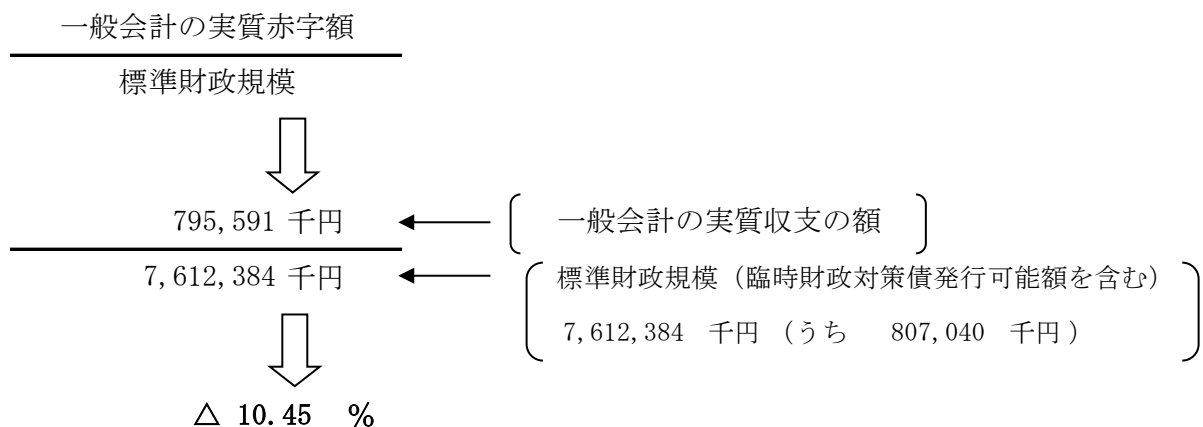 一般会計の実質赤字額
標準財政規模
795,591 千円
一般会計の実質収支の額
7,612,384 千円
標準財政規模（臨時財政対策債発行可能額を含む）
7,612,384 千円 （うち 807,040 千円 ）
△ 10.45 %